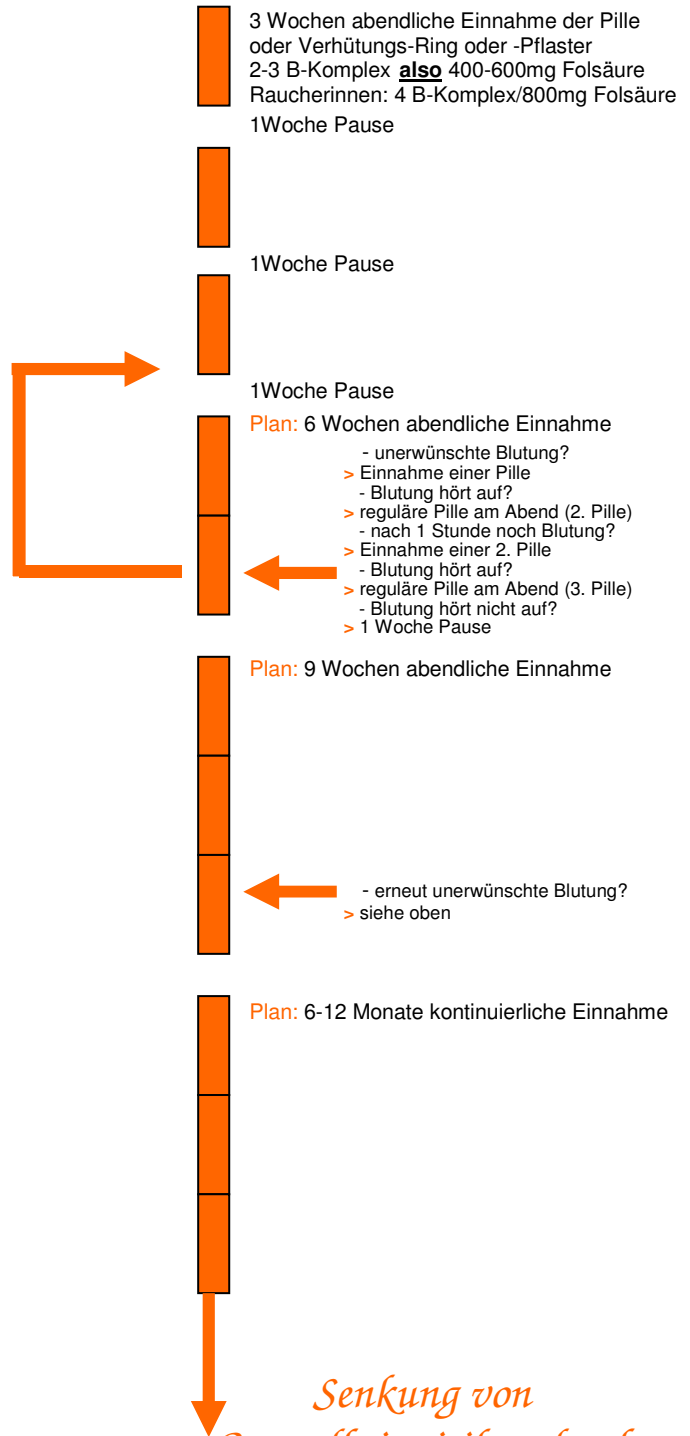 3 Wochen abendliche Einnahme der Pille
oder Verhütungs-Ring oder -Pflaster
2-3 B-Komplex also 400-600mg Folsäure
Raucherinnen: 4 B-Komplex/800mg Folsäure
1Woche Pause
1Woche Pause
1Woche Pause
Plan: 6 Wochen abendliche Einnahme
- unerwünschte Blutung?
> Einnahme einer Pille
- Blutung hört auf?
> reguläre Pille am Abend (2. Pille)
- nach 1 Stunde noch Blutung?
> Einnahme einer 2. Pille
- Blutung hört auf?
> reguläre Pille am Abend (3. Pille)
- Blutung hört nicht auf?
> 1 Woche Pause
Plan: 9 Wochen abendliche Einnahme
- erneut unerwünschte Blutung?
> siehe oben
Plan: 6-12 Monate kontinuierliche Einnahme
Senkung von